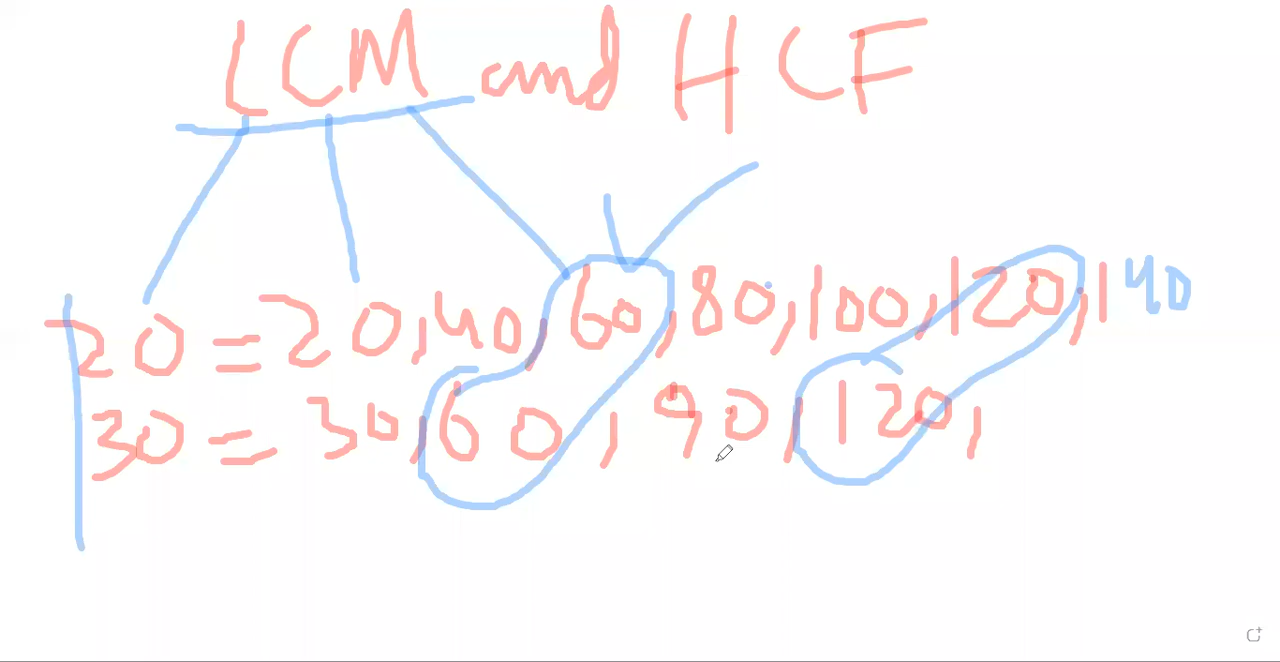 LCM and HCF
20 = 20, 40, 60, 80, 100, 120, 140
30 = 30, 60, 90, 120,